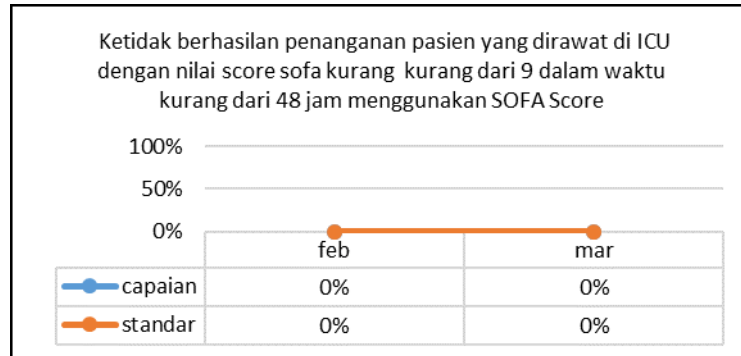 Ketidak berhasilan penanganan pasien yang dirawat di ICU
dengan nilai score sofa kurang kurang dari 9 dalam waktu
kurang dari 48 jam menggunakan SOFA Score
100%
50%
0%
feb mar
capaian 0% 0%
standar 0% 0%